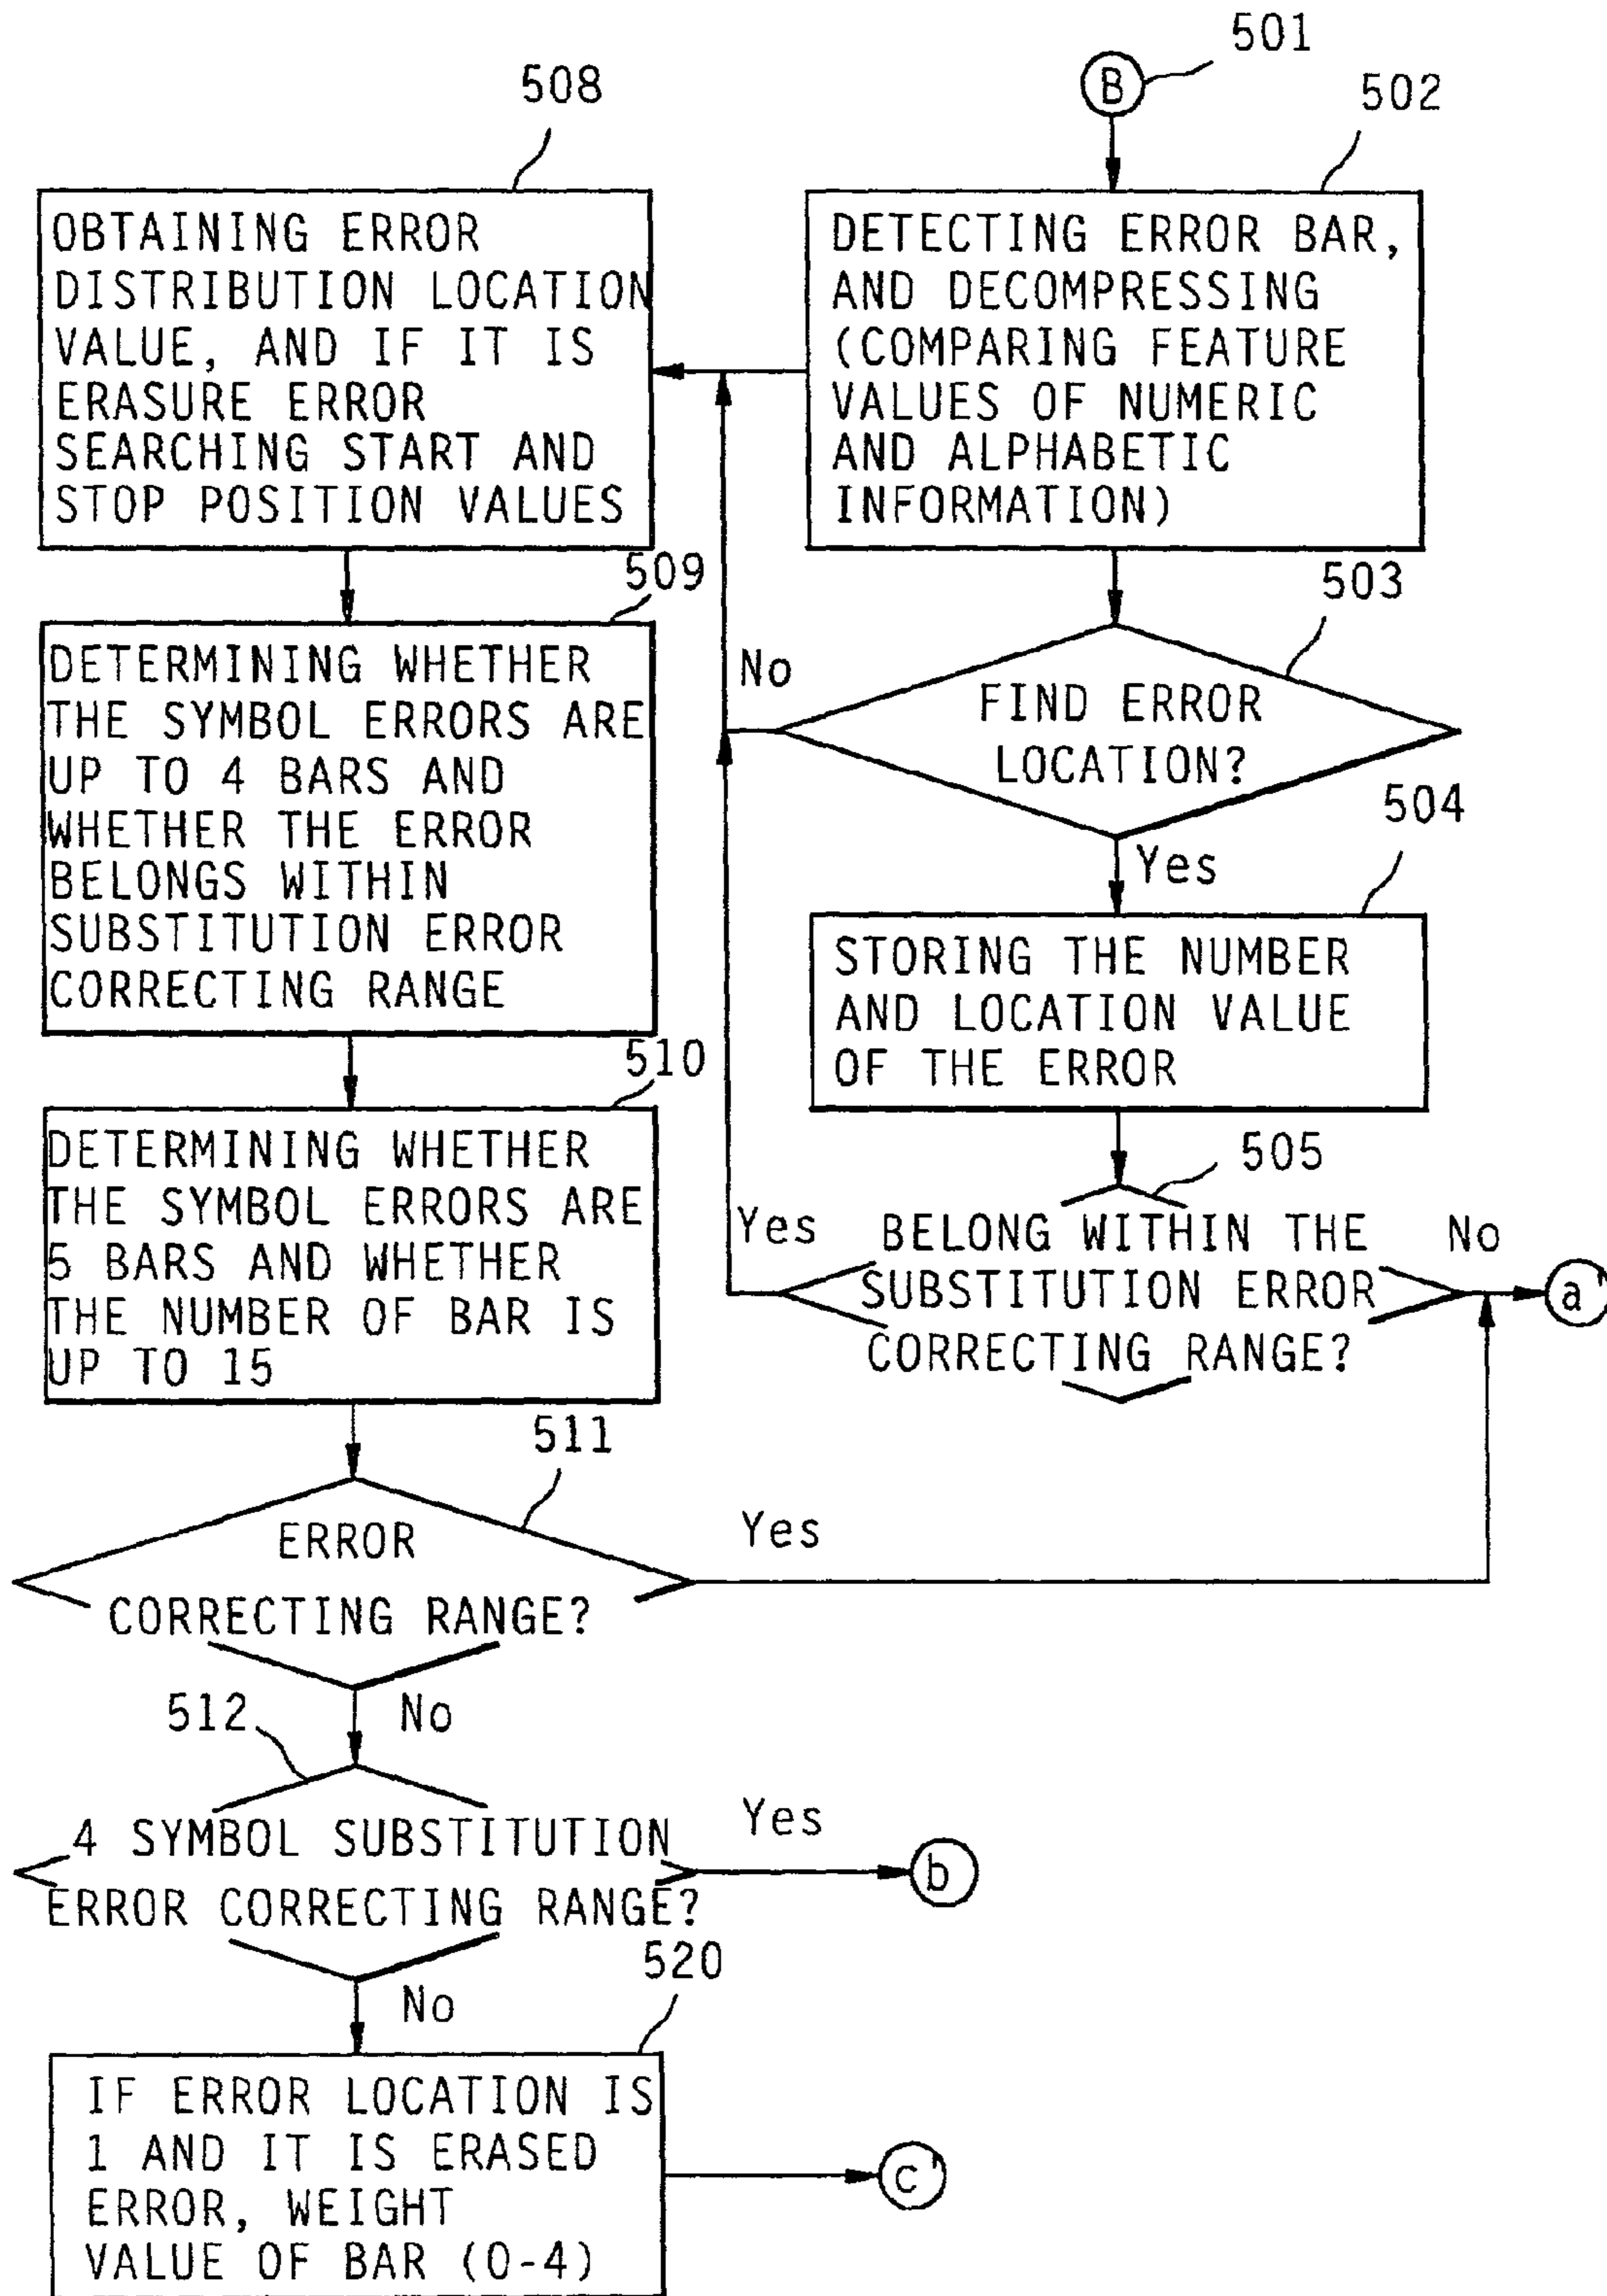 501
B
508
502
OBTAINING ERROR
DISTRIBUTION LOCATION
VALUE, AND IF IT IS
ERASURE ERROR
SEARCHING START AND
STOP POSITION VALUES
DETECTING ERROR BAR,
AND DECOMPRESSING
(COMPARING FEATURE
VALUES OF NUMERIC
AND ALPHABETIC
INFORMATION)
509
503
DETERMINING WHETHER
THE SYMBOL ERRORS ARE
UP TO 4 BARS AND
WHETHER THE ERROR
BELONGS WITHIN
SUBSTITUTION ERROR
CORRECTING RANGE
No
FIND ERROR
LOCATION?
504
Yes
STORING THE NUMBER
AND LOCATION VALUE
OF THE ERROR
510
DETERMINING WHETHER
THE SYMBOL ERRORS ARE
5 BARS AND WHETHER
THE NUMBER OF BAR IS
UP TO 15
505
Yes
BELONG WITHIN THE
SUBSTITUTION ERROR
CORRECTING RANGE?
No
a'
511
ERROR
CORRECTING RANGE?
Yes
No
512
4 SYMBOL SUBSTITUTION
ERROR CORRECTING RANGE?
Yes
b
No
520
IF ERROR LOCATION IS
1 AND IT IS ERASED
ERROR, WEIGHT
VALUE OF BAR (0-4)
c'